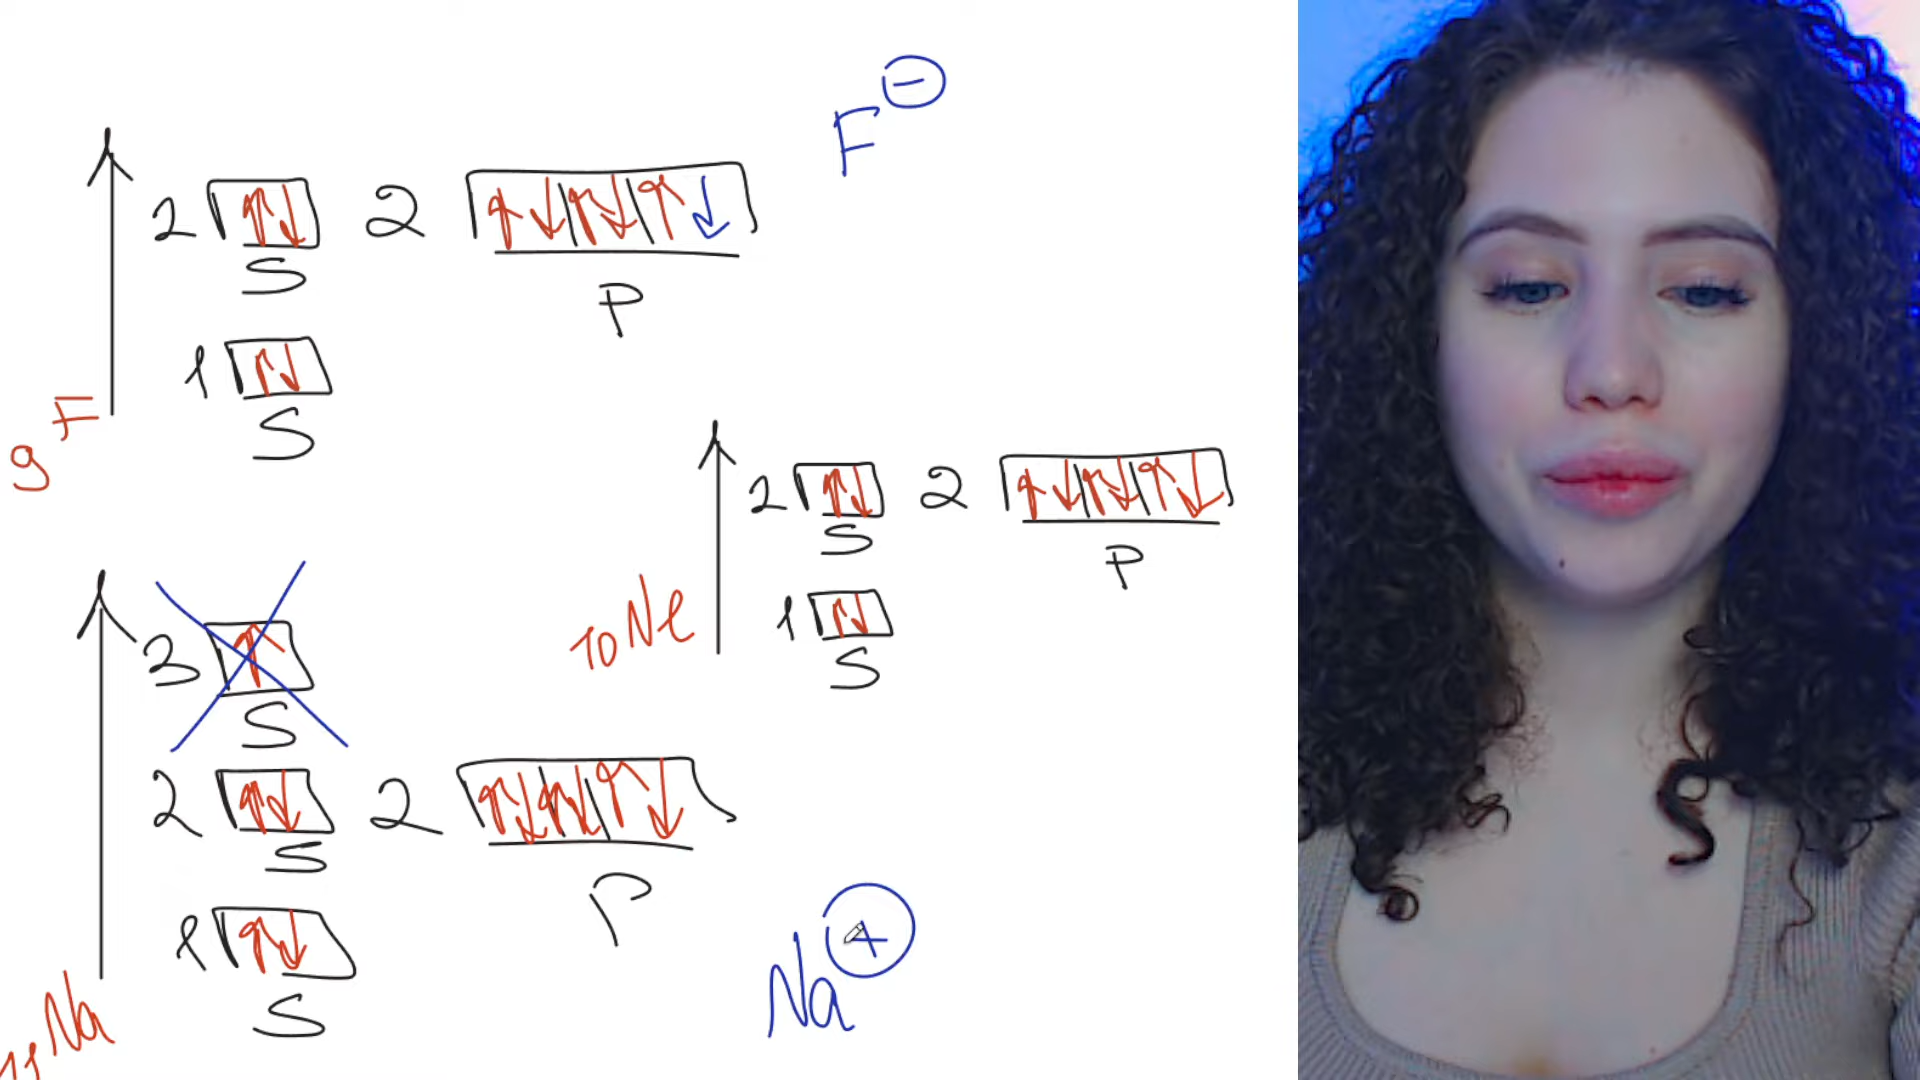 F⊖
2 ↑↓ 2 ↑↓ ↑↓ ↑↓
S P
1 ↑↓
S
9F
2 ↑↓ 2 ↑↓ ↑↓ ↑↓
S P
1 ↑↓
S
10Ne
3 ↑
S
2 ↑↓ 2 ↑↓ ↑↓ ↑↓
S P
1 ↑↓
S
11Na
Na⊕